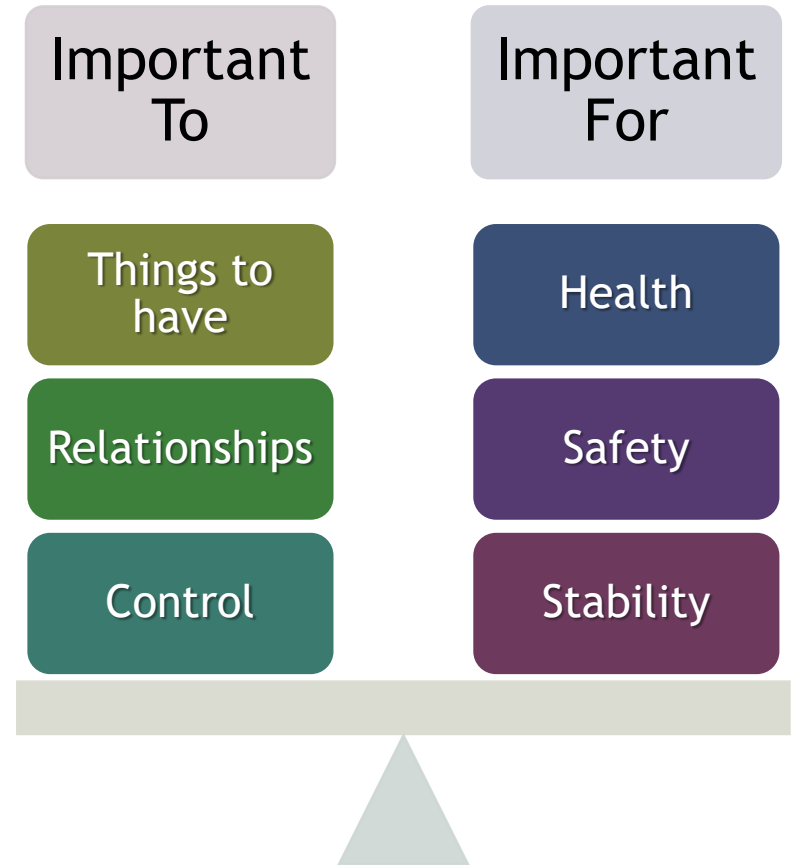 Important
To
Things to
have
Relationships
Control
Important
For
Health
Safety
Stability